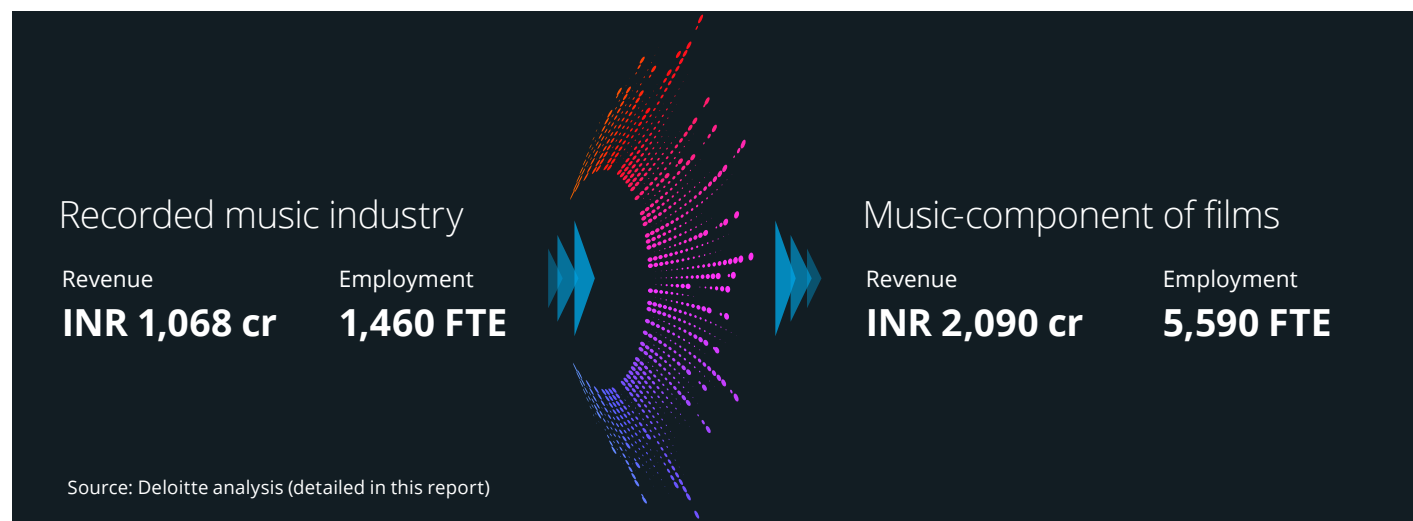 Recorded music industry
Revenue
INR 1,068 cr
Employment
1,460 FTE
Music-component of films
Revenue
INR 2,090 cr
Employment
5,590 FTE
Source: Deloitte analysis (detailed in this report)